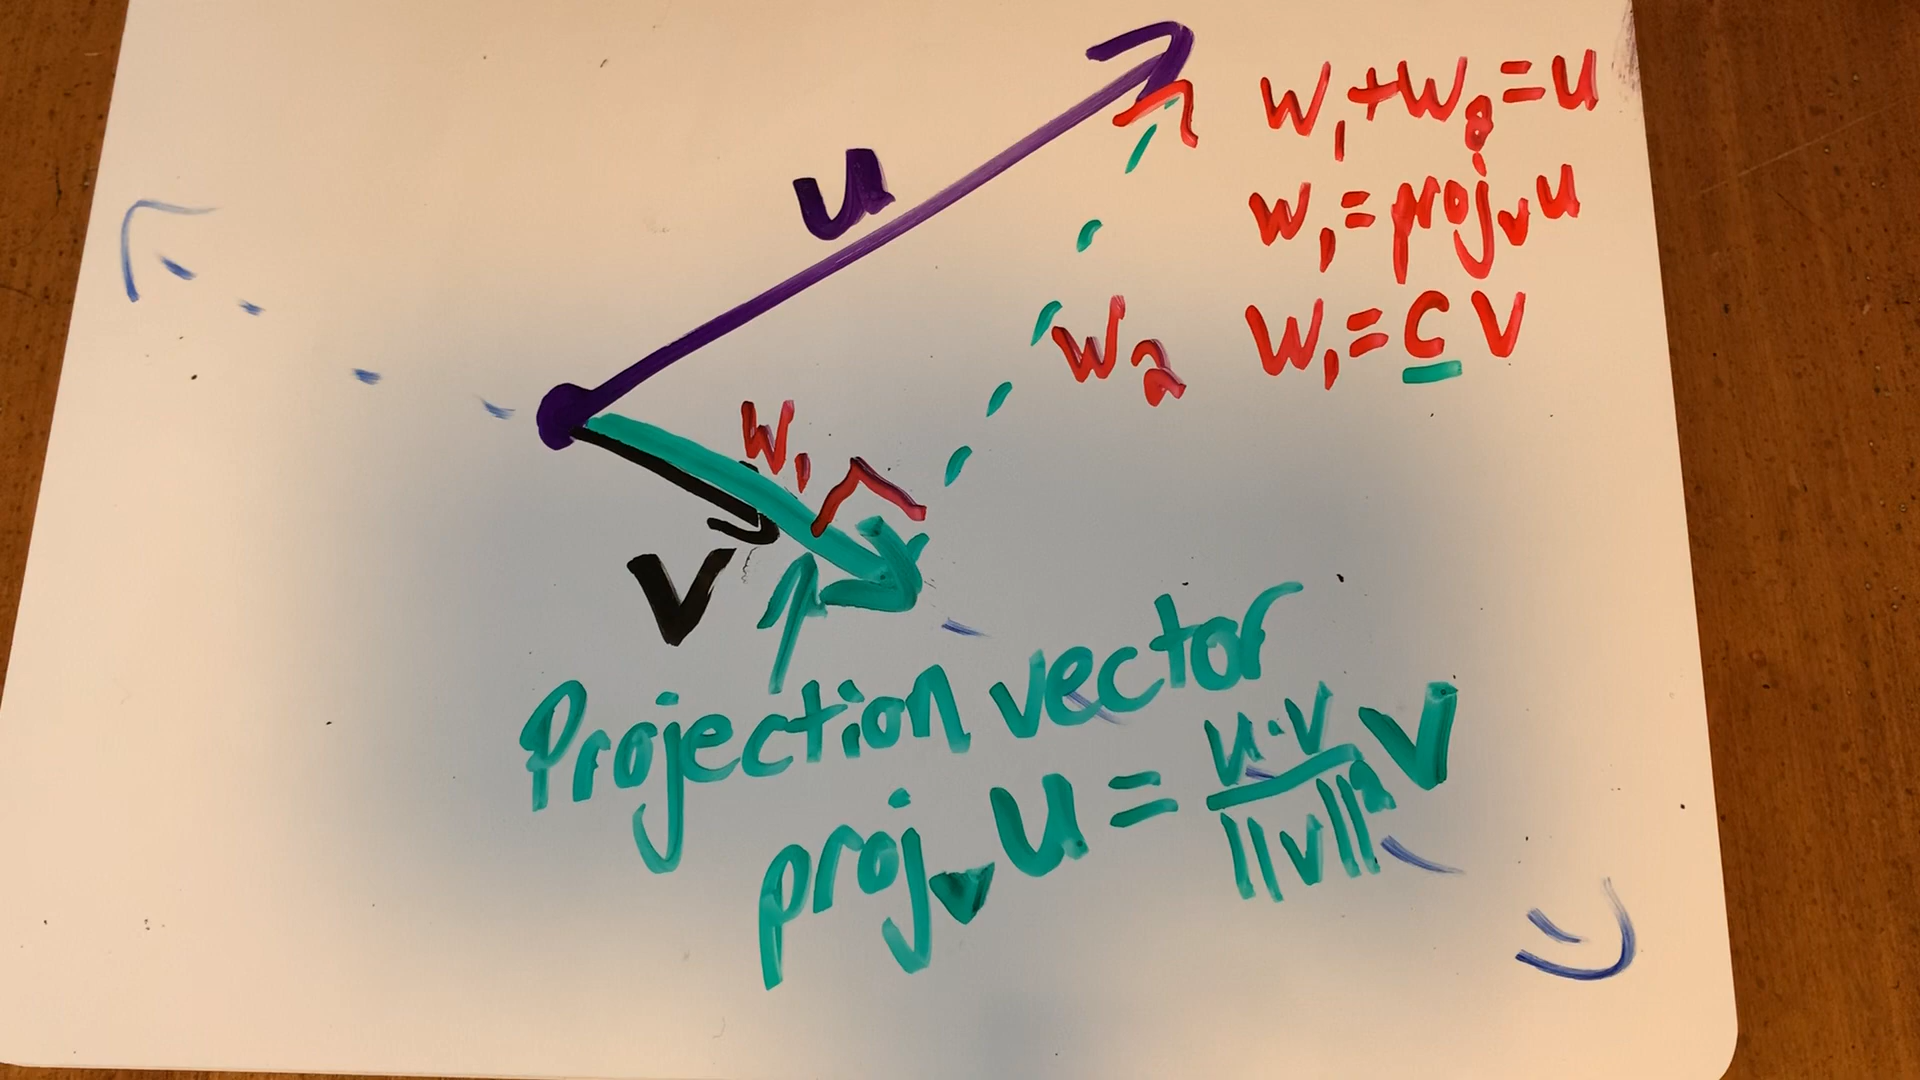 u
w₁+w₂=u
w₁=projᵥu
w₂
w₁=cv
w₁
v
Projection vector
projᵥu = u·v/||v||² v